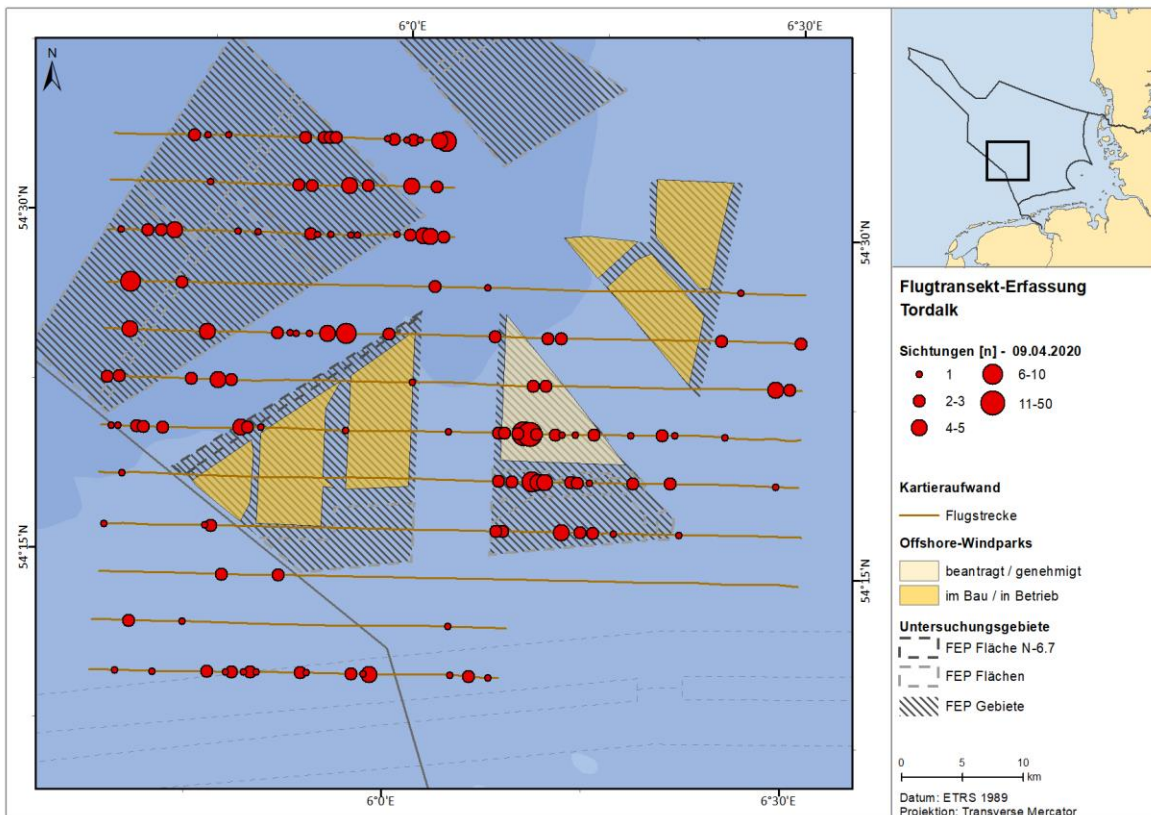 6°0'E
6°30'E
N
54°30'N
54°30'N
54°15'N
54°15'N
6°0'E
6°30'E
Flugtransekt-Erfassung
Tordalk
Sichtungen [n] - 09.04.2020
1
6-10
2-3
11-50
4-5
Kartieraufwand
Flugstrecke
Offshore-Windparks
beantragt / genehmigt
im Bau / in Betrieb
Untersuchungsgebiete
FEP Fläche N-6.7
FEP Flächen
FEP Gebiete
0 5 10
km
Datum: ETRS 1989
Projektion: Transverse Mercator